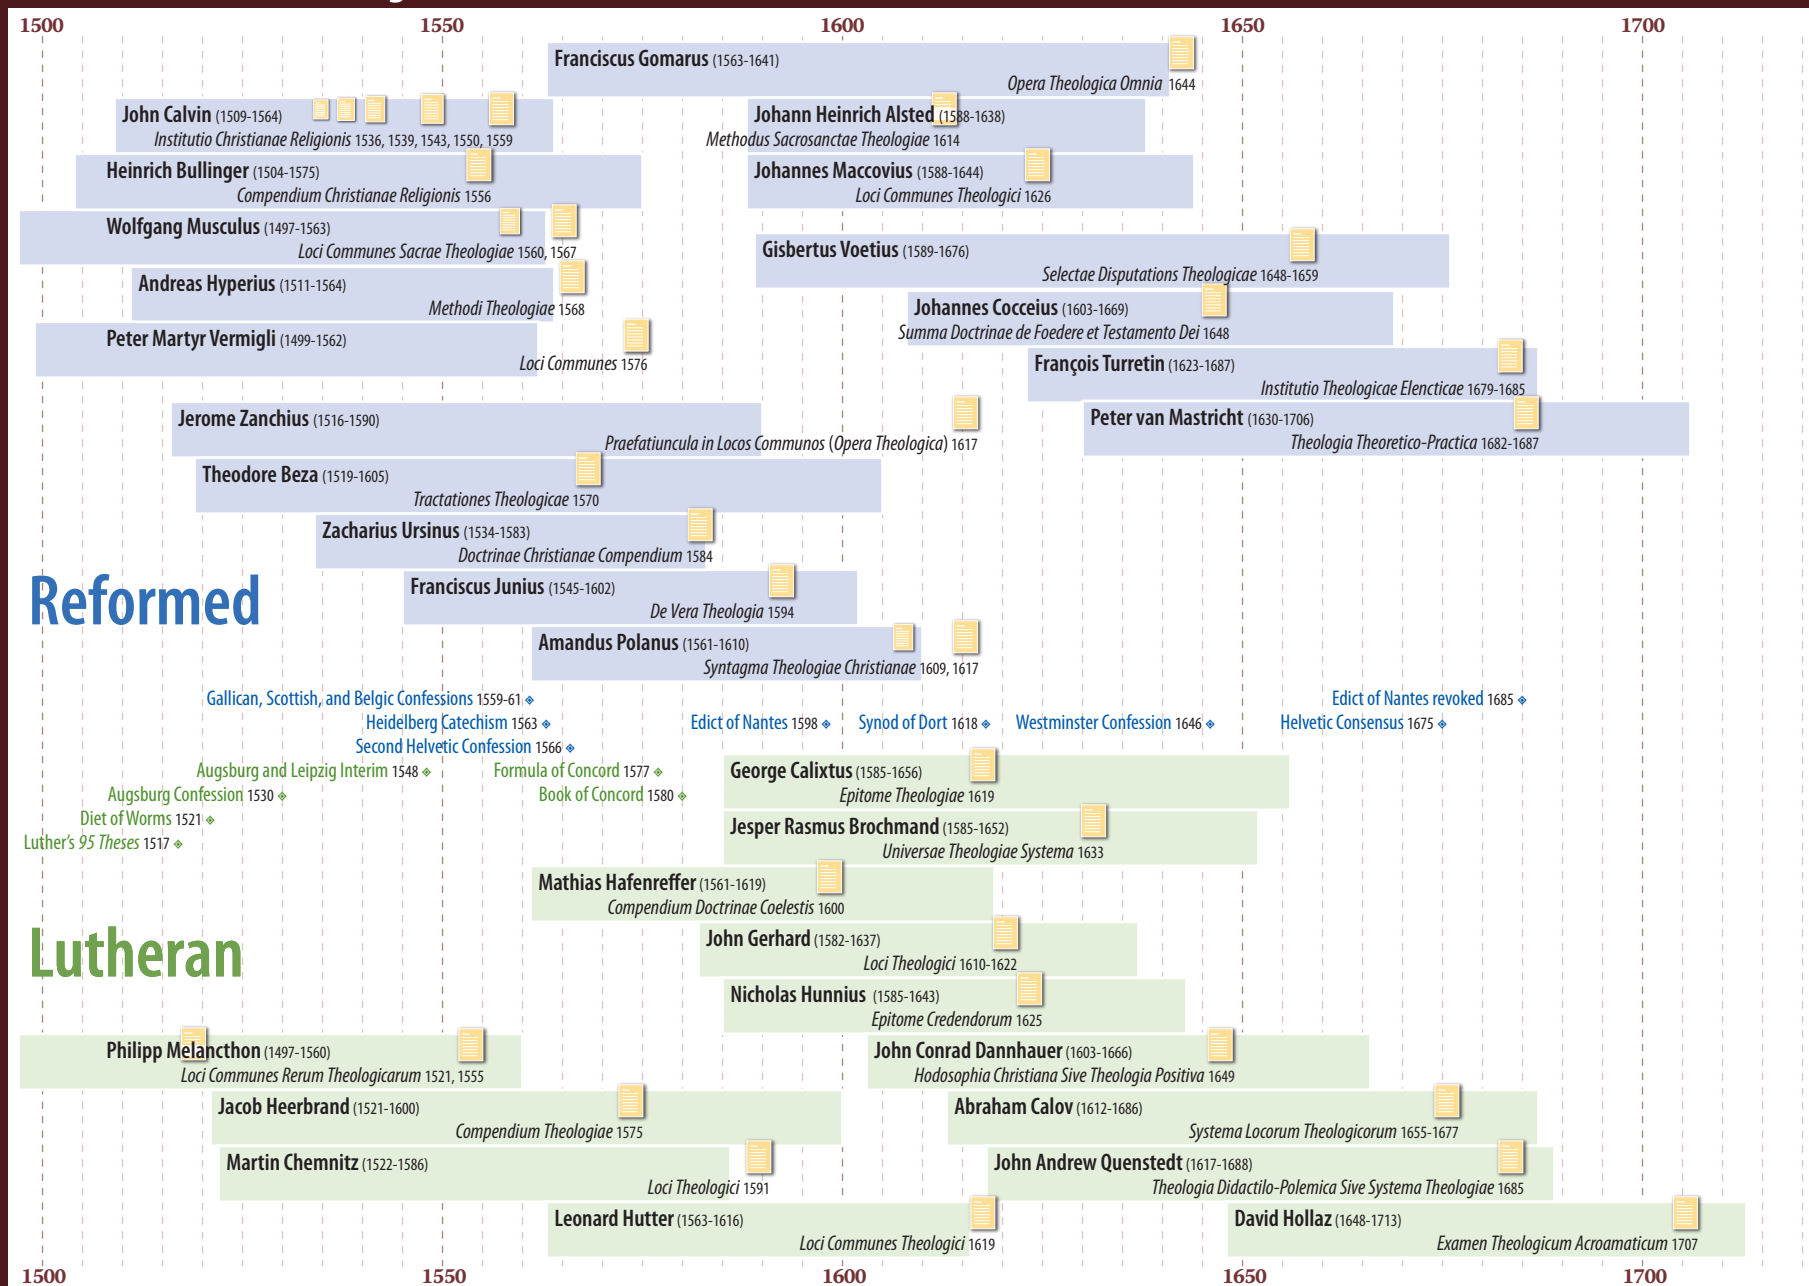 1500 1550 1600 1650 1700
Franciscus Gomarus (1563-1641)
Opera Theologica Omnia 1644
John Calvin (1509-1564)
Institutio Christianae Religionis 1536, 1539, 1543, 1550, 1559
Johann Heinrich Alsted (1588-1638)
Methodus Sacrosanctae Theologiae 1614
Heinrich Bullinger (1504-1575)
Compendium Christianae Religionis 1556
Johannes Maccovius (1588-1644)
Loci Communes Theologici 1626
Wolfgang Musculus (1497-1563)
Loci Communes Sacrae Theologiae 1560, 1567
Gisbertus Voetius (1589-1676)
Selectae Disputations Theologicae 1648-1659
Andreas Hyperius (1511-1564)
Methodi Theologiae 1568
Johannes Cocceius (1603-1669)
Summa Doctrinae de Foedere et Testamento Dei 1648
Peter Martyr Vermigli (1499-1562)
Loci Communes 1576
François Turretin (1623-1687)
Institutio Theologicae Elencticae 1679-1685
Jerome Zanchius (1516-1590)
Praefatiuncula in Locos Communos (Opera Theologica) 1617
Peter van Mastricht (1630-1706)
Theologia Theoretico-Practica 1682-1687
Theodore Beza (1519-1605)
Tractationes Theologicae 1570
Zacharius Ursinus (1534-1583)
Doctrinae Christianae Compendium 1584
Reformed
Franciscus Junius (1545-1602)
De Vera Theologia 1594
Amandus Polanus (1561-1610)
Syntagma Theologiae Christianae 1609, 1617
Gallican, Scottish, and Belgic Confessions 1559-61
Edict of Nantes revoked 1685
Heidelberg Catechism 1563
Edict of Nantes 1598
Synod of Dort 1618
Westminster Confession 1646
Helvetic Consensus 1675
Second Helvetic Confession 1566
Augsburg and Leipzig Interim 1548
Formula of Concord 1577
Augsburg Confession 1530
Book of Concord 1580
Diet of Worms 1521
Luther's 95 Theses 1517
George Calixtus (1585-1656)
Epitome Theologiae 1619
Jesper Rasmus Brochmand (1585-1652)
Universae Theologiae Systema 1633
Mathias Hafenreffer (1561-1619)
Compendium Doctrinae Coelestis 1600
Lutheran
John Gerhard (1582-1637)
Loci Theologici 1610-1622
Nicholas Hunnius (1585-1643)
Epitome Credendorum 1625
Philipp Melancthon (1497-1560)
Loci Communes Rerum Theologicarum 1521, 1555
John Conrad Dannhauer (1603-1666)
Hodosophia Christiana Sive Theologia Positiva 1649
Jacob Heerbrand (1521-1600)
Compendium Theologiae 1575
Abraham Calov (1612-1686)
Systema Locorum Theologicorum 1655-1677
Martin Chemnitz (1522-1586)
Loci Theologici 1591
John Andrew Quenstedt (1617-1688)
Theologia Didactilo-Polemica Sive Systema Theologiae 1685
Leonard Hutter (1563-1616)
Loci Communes Theologici 1619
David Hollaz (1648-1713)
Examen Theologicum Acroamaticum 1707
1500 1550 1600 1650 1700